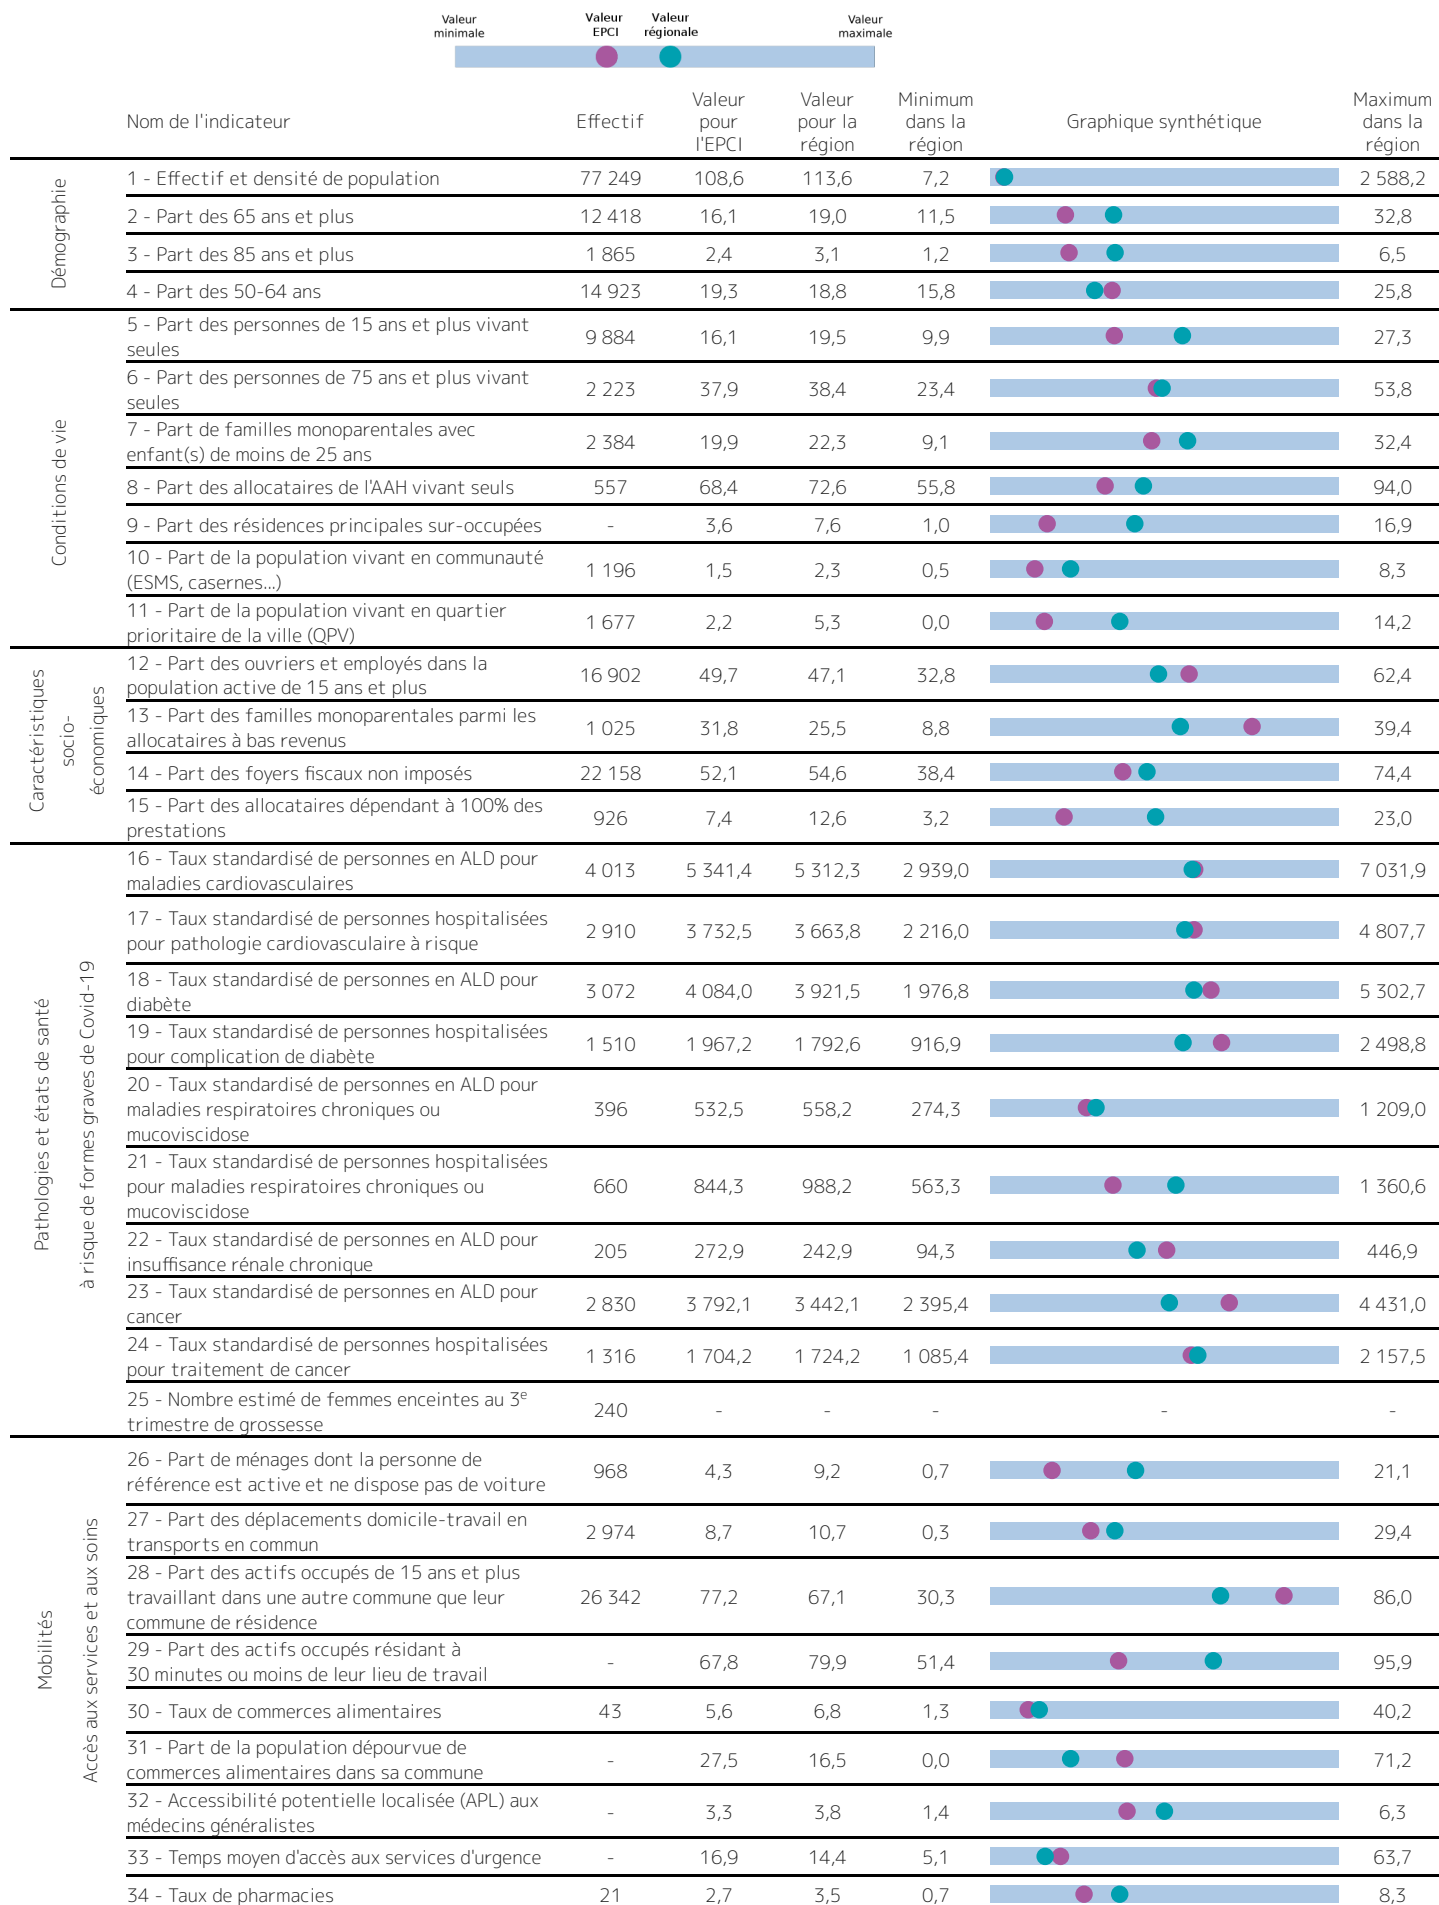 Valeur minimale
Valeur EPCI
Valeur régionale
Valeur maximale
Nom de l'indicateur
Effectif
Valeur pour l'EPCI
Valeur pour la région
Minimum dans la région
Graphique synthétique
Maximum dans la région
Démographie
1 - Effectif et densité de population 77 249 108,6 113,6 7,2 2 588,2
2 - Part des 65 ans et plus 12 418 16,1 19,0 11,5 32,8
3 - Part des 85 ans et plus 1 865 2,4 3,1 1,2 6,5
4 - Part des 50-64 ans 14 923 19,3 18,8 15,8 25,8
Conditions de vie
5 - Part des personnes de 15 ans et plus vivant
seules 9 884 16,1 19,5 9,9 27,3
6 - Part des personnes de 75 ans et plus vivant
seules 2 223 37,9 38,4 23,4 53,8
7 - Part de familles monoparentales avec
enfant(s) de moins de 25 ans 2 384 19,9 22,3 9,1 32,4
8 - Part des allocataires de l'AAH vivant seuls 557 68,4 72,6 55,8 94,0
9 - Part des résidences principales sur-occupées - 3,6 7,6 1,0 16,9
10 - Part de la population vivant en communauté
(ESMS, casernes...) 1 196 1,5 2,3 0,5 8,3
11 - Part de la population vivant en quartier
prioritaire de la ville (QPV) 1 677 2,2 5,3 0,0 14,2
Caractéristiques
socio-
économiques
12 - Part des ouvriers et employés dans la
population active de 15 ans et plus 16 902 49,7 47,1 32,8 62,4
13 - Part des familles monoparentales parmi les
allocataires à bas revenus 1 025 31,8 25,5 8,8 39,4
14 - Part des foyers fiscaux non imposés 22 158 52,1 54,6 38,4 74,4
15 - Part des allocataires dépendant à 100% des
prestations 926 7,4 12,6 3,2 23,0
Pathologies et états de santé
à risque de formes graves de Covid-19
16 - Taux standardisé de personnes en ALD pour
maladies cardiovasculaires 4 013 5 341,4 5 312,3 2 939,0 7 031,9
17 - Taux standardisé de personnes hospitalisées
pour pathologie cardiovasculaire à risque 2 910 3 732,5 3 663,8 2 216,0 4 807,7
18 - Taux standardisé de personnes en ALD pour
diabète 3 072 4 084,0 3 921,5 1 976,8 5 302,7
19 - Taux standardisé de personnes hospitalisées
pour complication de diabète 1 510 1 967,2 1 792,6 916,9 2 498,8
20 - Taux standardisé de personnes en ALD pour
maladies respiratoires chroniques ou
mucoviscidose 396 532,5 558,2 274,3 1 209,0
21 - Taux standardisé de personnes hospitalisées
pour maladies respiratoires chroniques ou
mucoviscidose 660 844,3 988,2 563,3 1 360,6
22 - Taux standardisé de personnes en ALD pour
insuffisance rénale chronique 205 272,9 242,9 94,3 446,9
23 - Taux standardisé de personnes en ALD pour
cancer 2 830 3 792,1 3 442,1 2 395,4 4 431,0
24 - Taux standardisé de personnes hospitalisées
pour traitement de cancer 1 316 1 704,2 1 724,2 1 085,4 2 157,5
25 - Nombre estimé de femmes enceintes au 3e
trimestre de grossesse 240 - - - - -
Mobilités
Accès aux services et aux soins
26 - Part de ménages dont la personne de
référence est active et ne dispose pas de voiture 968 4,3 9,2 0,7 21,1
27 - Part des déplacements domicile-travail en
transports en commun 2 974 8,7 10,7 0,3 29,4
28 - Part des actifs occupés de 15 ans et plus
travaillant dans une autre commune que leur
commune de résidence 26 342 77,2 67,1 30,3 86,0
29 - Part des actifs occupés résidant à
30 minutes ou moins de leur lieu de travail - 67,8 79,9 51,4 95,9
30 - Taux de commerces alimentaires 43 5,6 6,8 1,3 40,2
31 - Part de la population dépourvue de
commerces alimentaires dans sa commune - 27,5 16,5 0,0 71,2
32 - Accessibilité potentielle localisée (APL) aux
médecins généralistes - 3,3 3,8 1,4 6,3
33 - Temps moyen d'accès aux services d'urgence - 16,9 14,4 5,1 63,7
34 - Taux de pharmacies 21 2,7 3,5 0,7 8,3